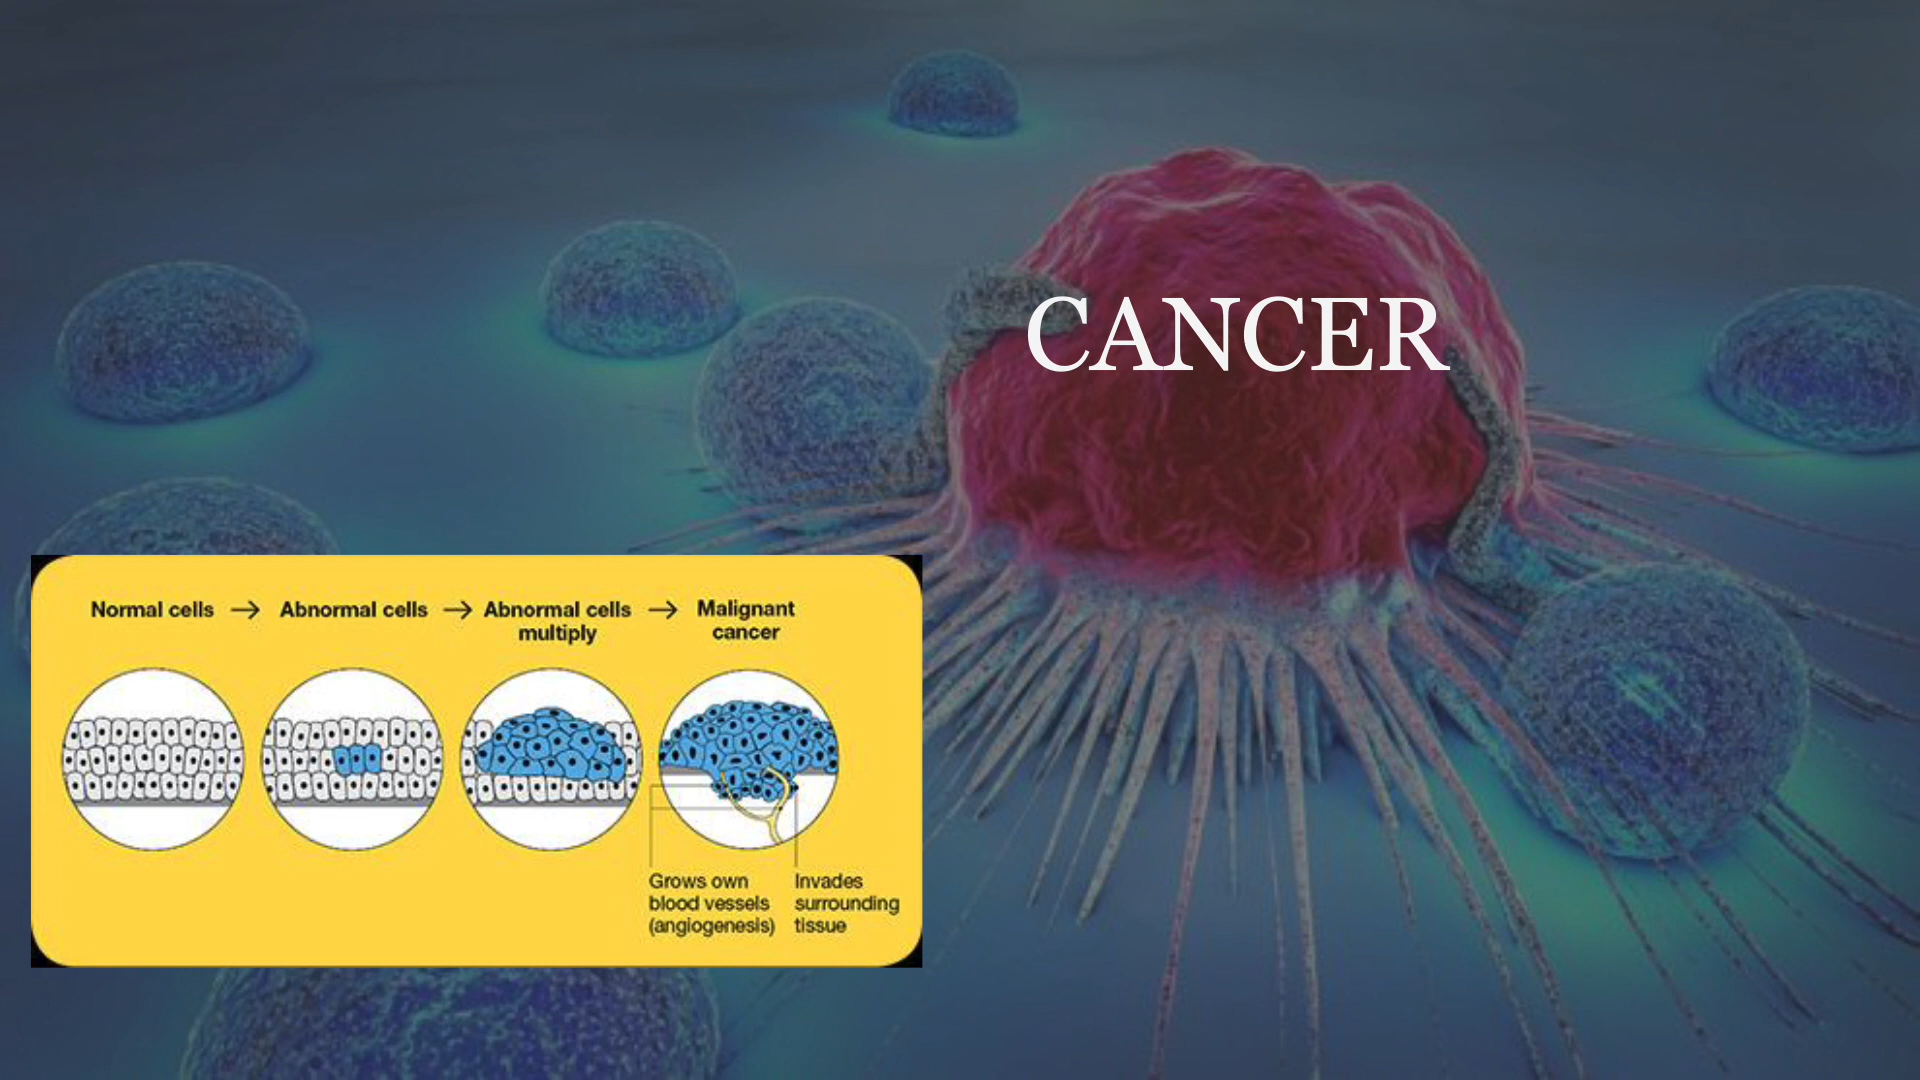 CANCER
Normal cells → Abnormal cells → Abnormal cells → Malignant
multiply cancer
Grows own
blood vessels
(angiogenesis)
Invades
surrounding
tissue